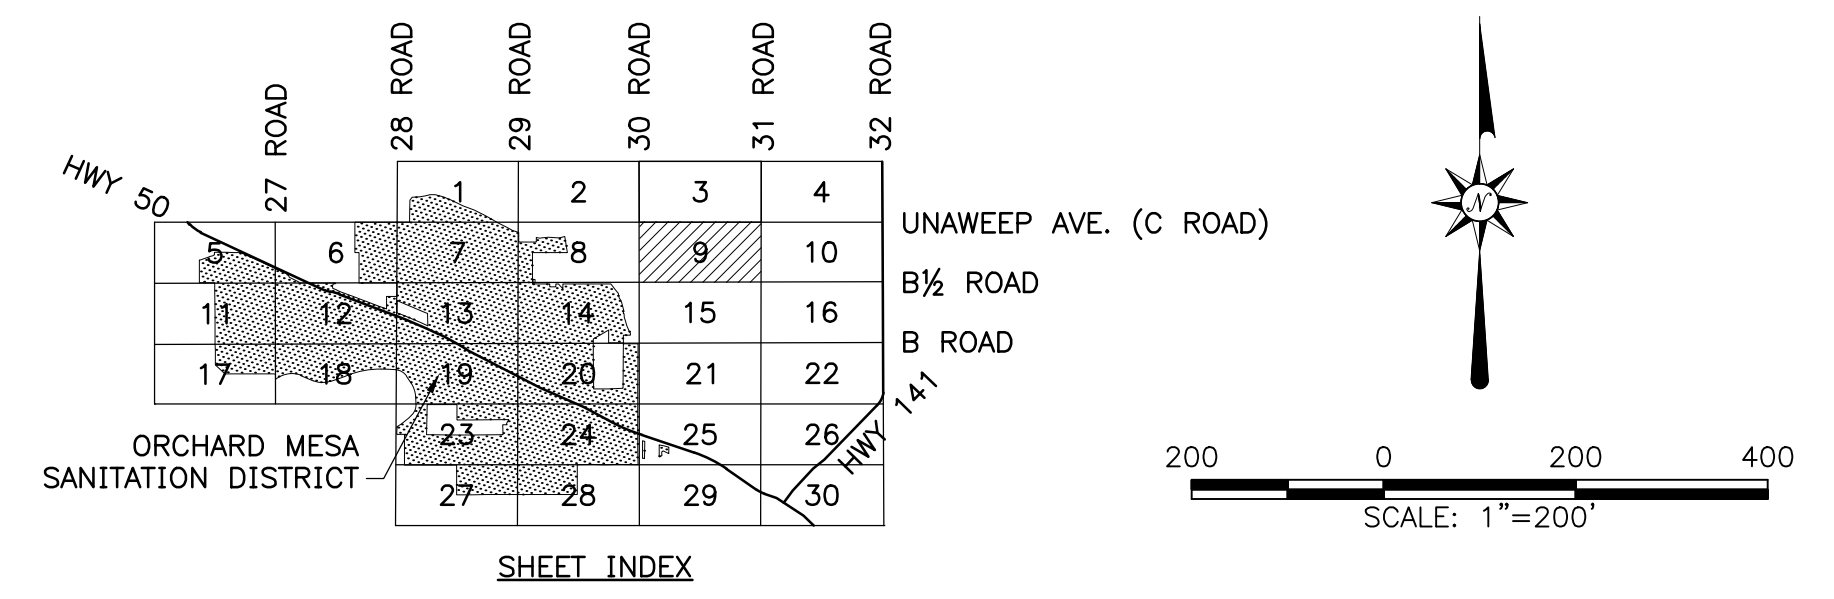 28 ROAD
29 ROAD
30 ROAD
31 ROAD
32 ROAD
27 ROAD
HWY 50
1 2 3 4
UNAWEEP AVE. (C ROAD)
5 6 7 8 9 10
B½ ROAD
11 12 13 14 15 16
B ROAD
17 18 19 20 21 22
HWY 141
23 24 25 26
ORCHARD MESA
SANITATION DISTRICT
27 28 29 30
SHEET INDEX
N
200 0 200 400
SCALE: 1"=200'